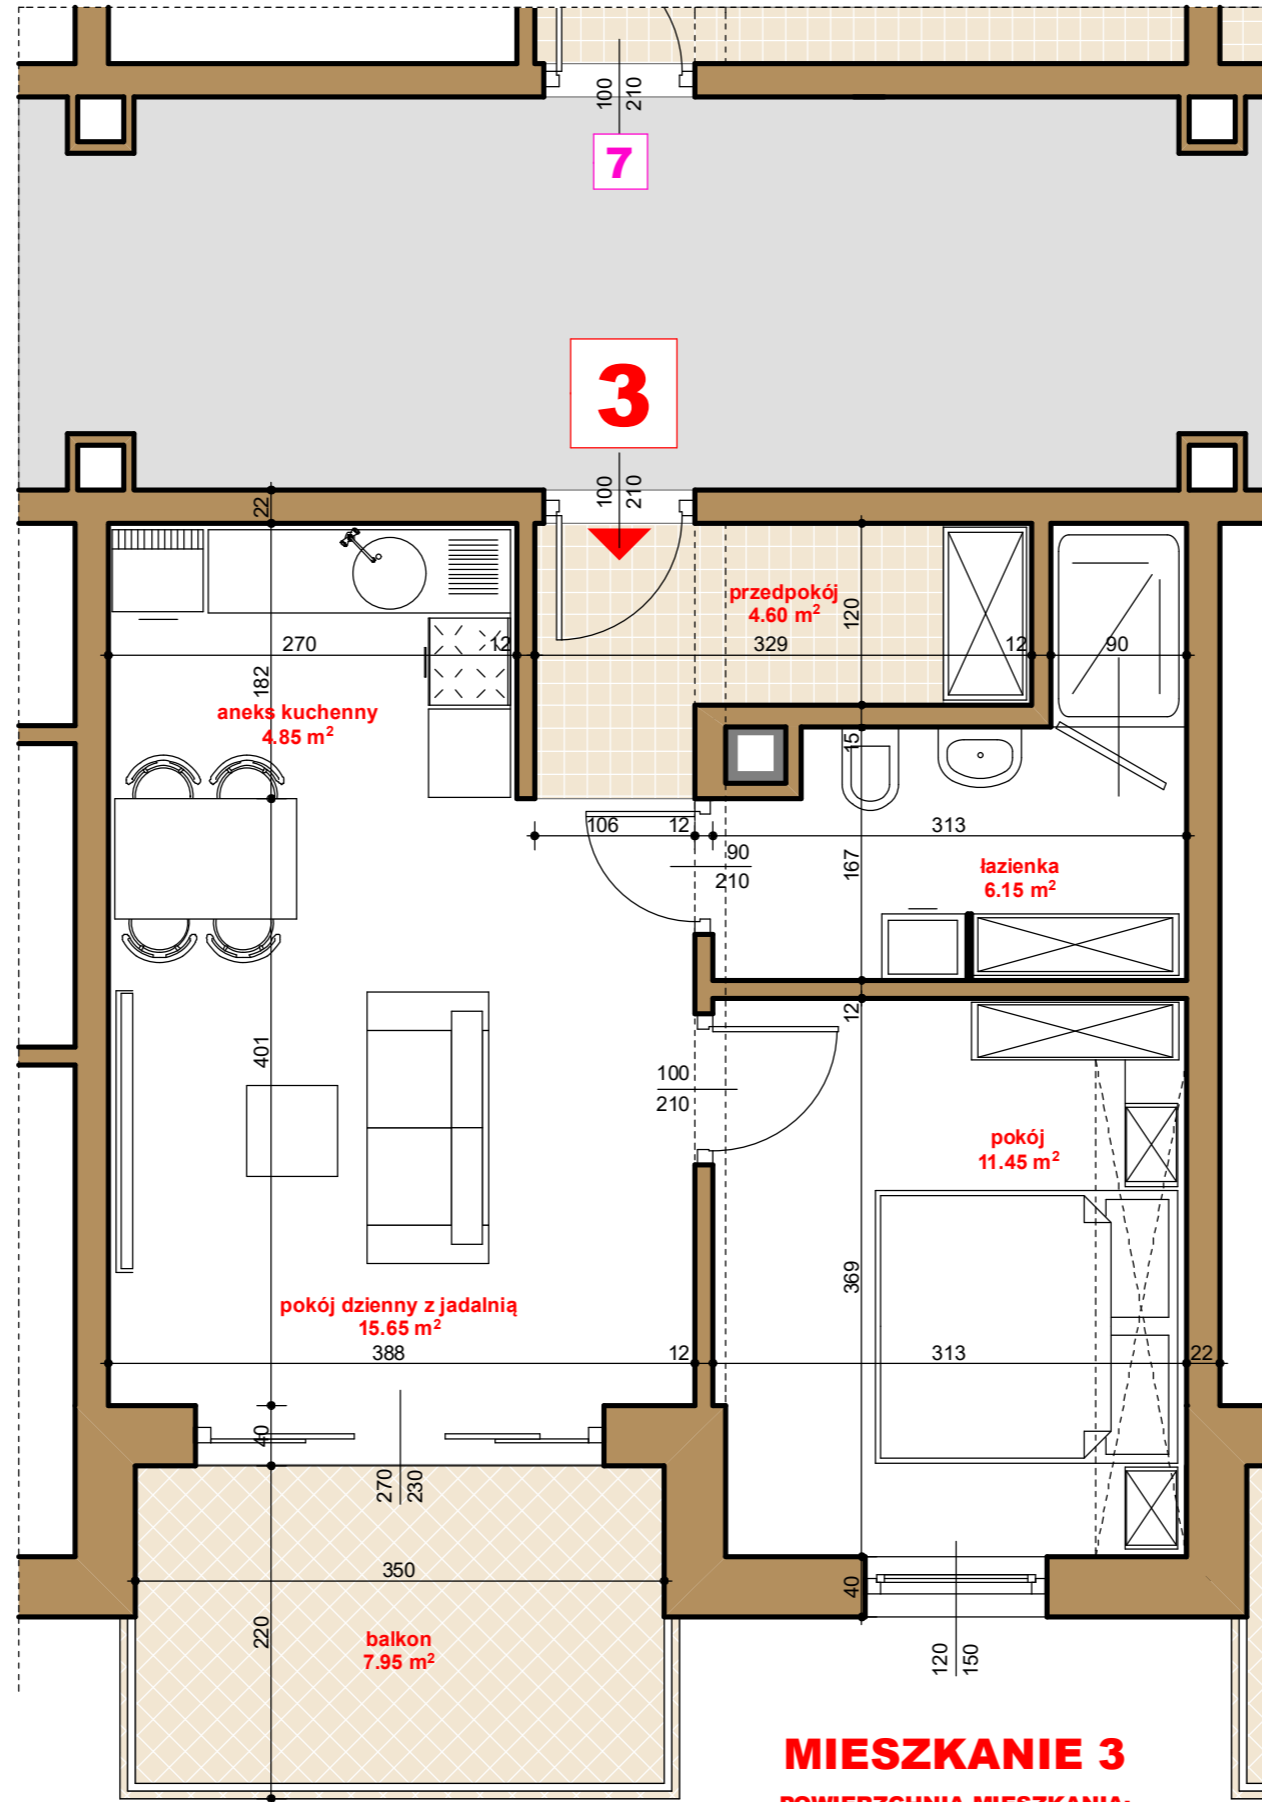 100
210
7
3
100
210
22
przedpokój
4.60 m²
120
270
12
329
12
90
182
aneks kuchenny
4.85 m²
15
106
12
313
90
210
167
łazienka
6.15 m²
12
401
100
210
pokój
11.45 m²
369
pokój dzienny z jadalnią
15.65 m²
388
12
313
22
40
270
230
350
40
220
balkon
7.95 m²
120
150
MIESZKANIE 3
POWIERZCHNIA MIESZKANIA: